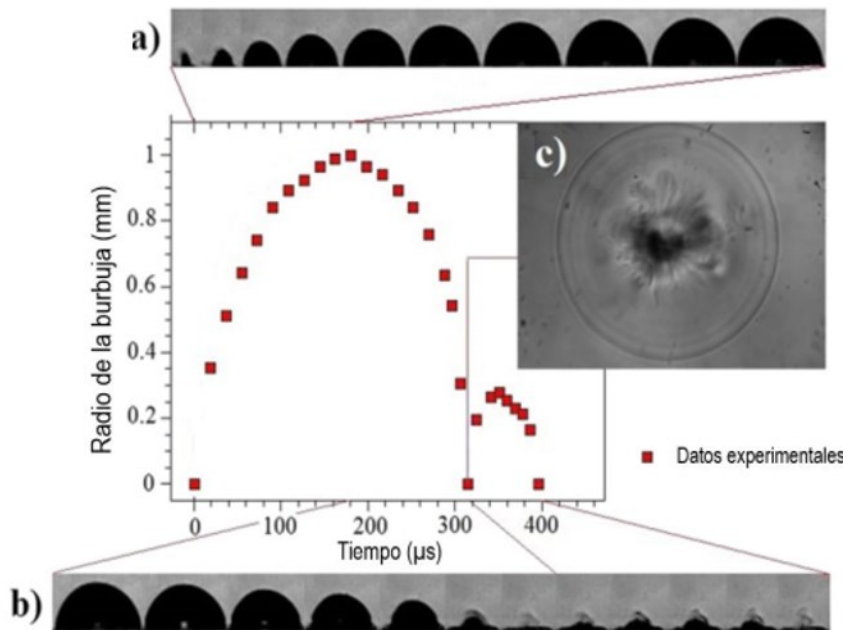 a)
c)
Radio de la burbuja (mm)
1
0.8
0.6
0.4
0.2
0
0 100 200 300 400
Tiempo (µs)
Datos experimentales
b)